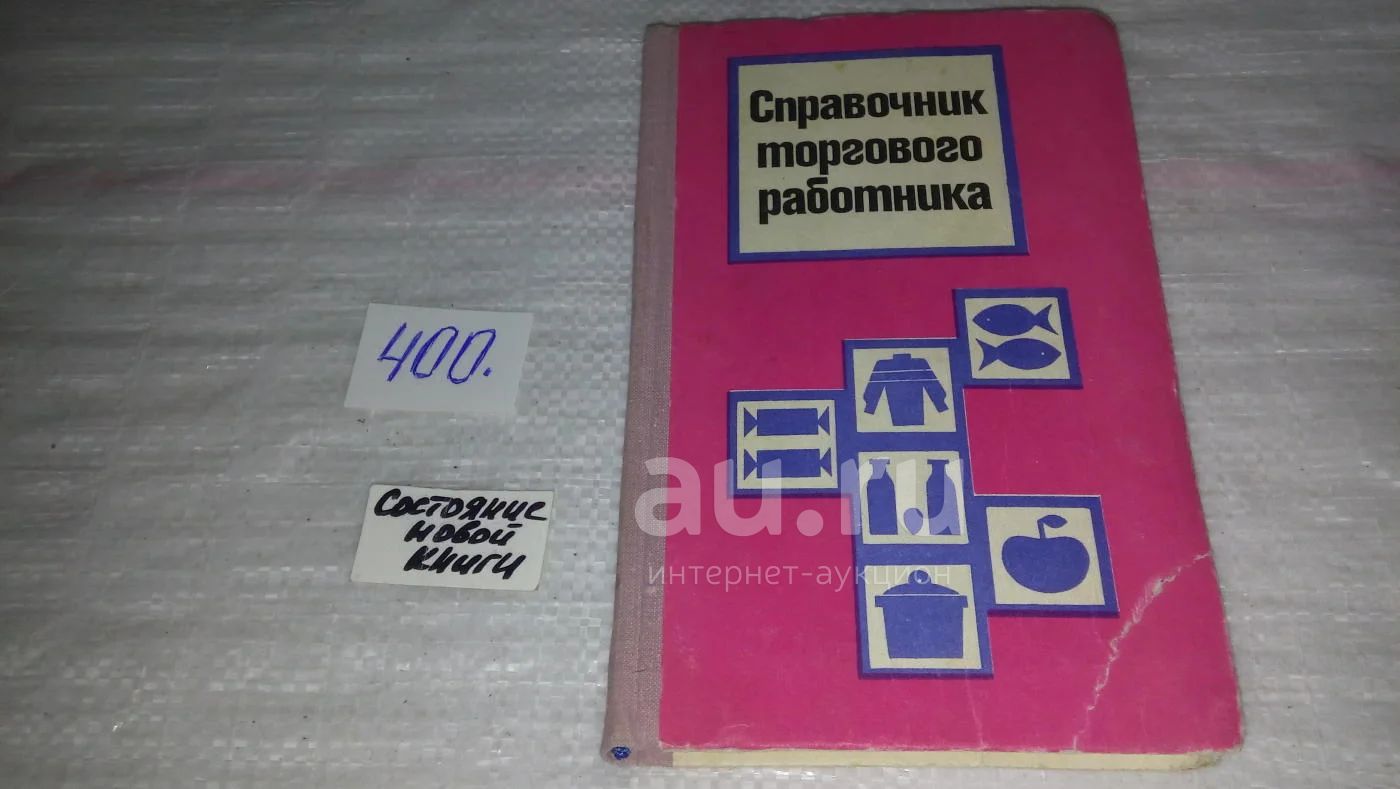 Справочник
торгового
работника
400.
Состояние
новой
книги
au.ru
интернет-аукцион